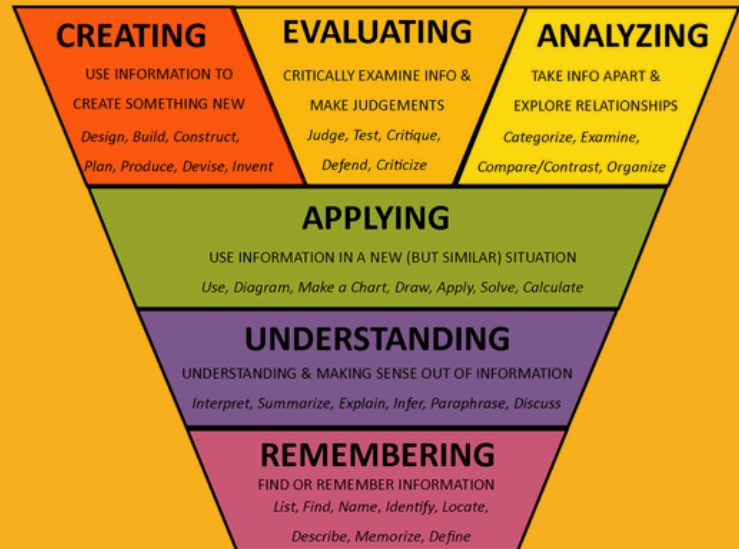 CREATING
USE INFORMATION TO
CREATE SOMETHING NEW
Design, Build, Construct,
Plan, Produce, Devise, Invent
EVALUATING
CRITICALLY EXAMINE INFO &
MAKE JUDGEMENTS
Judge, Test, Critique,
Defend, Criticize
ANALYZING
TAKE INFO APART &
EXPLORE RELATIONSHIPS
Categorize, Examine,
Compare/Contrast, Organize
APPLYING
USE INFORMATION IN A NEW (BUT SIMILAR) SITUATION
Use, Diagram, Make a Chart, Draw, Apply, Solve, Calculate
UNDERSTANDING
UNDERSTANDING & MAKING SENSE OUT OF INFORMATION
Interpret, Summarize, Explain, Infer, Paraphrase, Discuss
REMEMBERING
FIND OR REMEMBER INFORMATION
List, Find, Name, Identify, Locate,
Describe, Memorize, Define